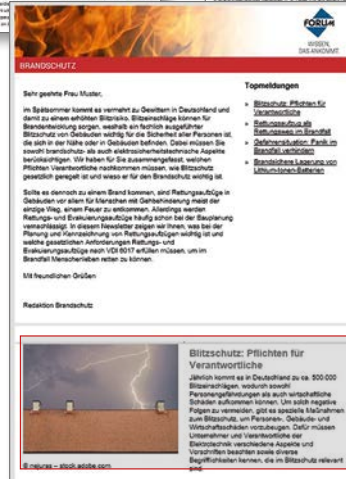 FORUM
WISSEN,
DAS ANKOMMT.
BRANDSCHUTZ
Sehr geehrte Frau Muster,
im Spätsommer kommt es vermehrt zu Gewittern in Deutschland und
damit zu einem erhöhten Blitzrisiko. Blitzeinschläge können für
Brandentwicklung sorgen, weshalb ein fachlich ausgeführter
Blitzschutz von Gebäuden wichtig für die Sicherheit aller Personen ist,
die sich in der Nähe oder in Gebäuden befinden. Dabei müssen Sie
sowohl brandschutz- als auch elektrosicherheitstechnische Aspekte
berücksichtigen. Wir haben für Sie zusammengefasst, welchen
Pflichten Verantwortliche nachkommen müssen, wie Blitzschutz
gesetzlich geregelt ist und wieso er für den Brandschutz wichtig ist.
Sollte es dennoch zu einem Brand kommen, sind Rettungsaufzüge in
Gebäuden vor allem für Menschen mit Gehbehinderung meist der
einzige Weg, einem Feuer zu entkommen. Allerdings werden
Rettungs- und Evakuierungsaufzüge häufig schon bei der Bauplanung
vernachlässigt. In diesem Newsletter zeigen wir Ihnen, was bei der
Planung und Kennzeichnung von Rettungsaufzügen wichtig ist und
welche gesetzlichen Anforderungen Rettungs- und
Evakuierungsaufzüge nach VDI 6017 erfüllen müssen, um im
Brandfall Menschenleben retten zu können.
Mit freundlichen Grüßen
Redaktion Brandschutz
Topmeldungen
» Blitzschutz: Pflichten für
Verantwortliche
» Rettungsaufzug als
Rettungsweg im Brandfall
» Gefahrensituation: Panik im
Brandfall verhindern
» Brandsichere Lagerung von
Lithium-Ionen-Batterien
Blitzschutz: Pflichten für
Verantwortliche
Jährlich kommt es in Deutschland zu ca. 500.000
Blitzeinschlägen, wodurch sowohl
Personengefährdungen als auch wirtschaftliche
Schäden aufkommen können. Um solch negative
Folgen zu vermeiden, gibt es spezielle Maßnahmen
zum Blitzschutz, um Personen-, Gebäude- und
Wirtschaftsschäden vorzubeugen. Dafür müssen
Unternehmer und Verantwortliche der
Elektrotechnik verschiedene Aspekte und
Vorschriften beachten sowie diverse
Begrifflichkeiten kennen, die im Blitzschutz relevant
sind.
© nejuras – stock.adobe.com